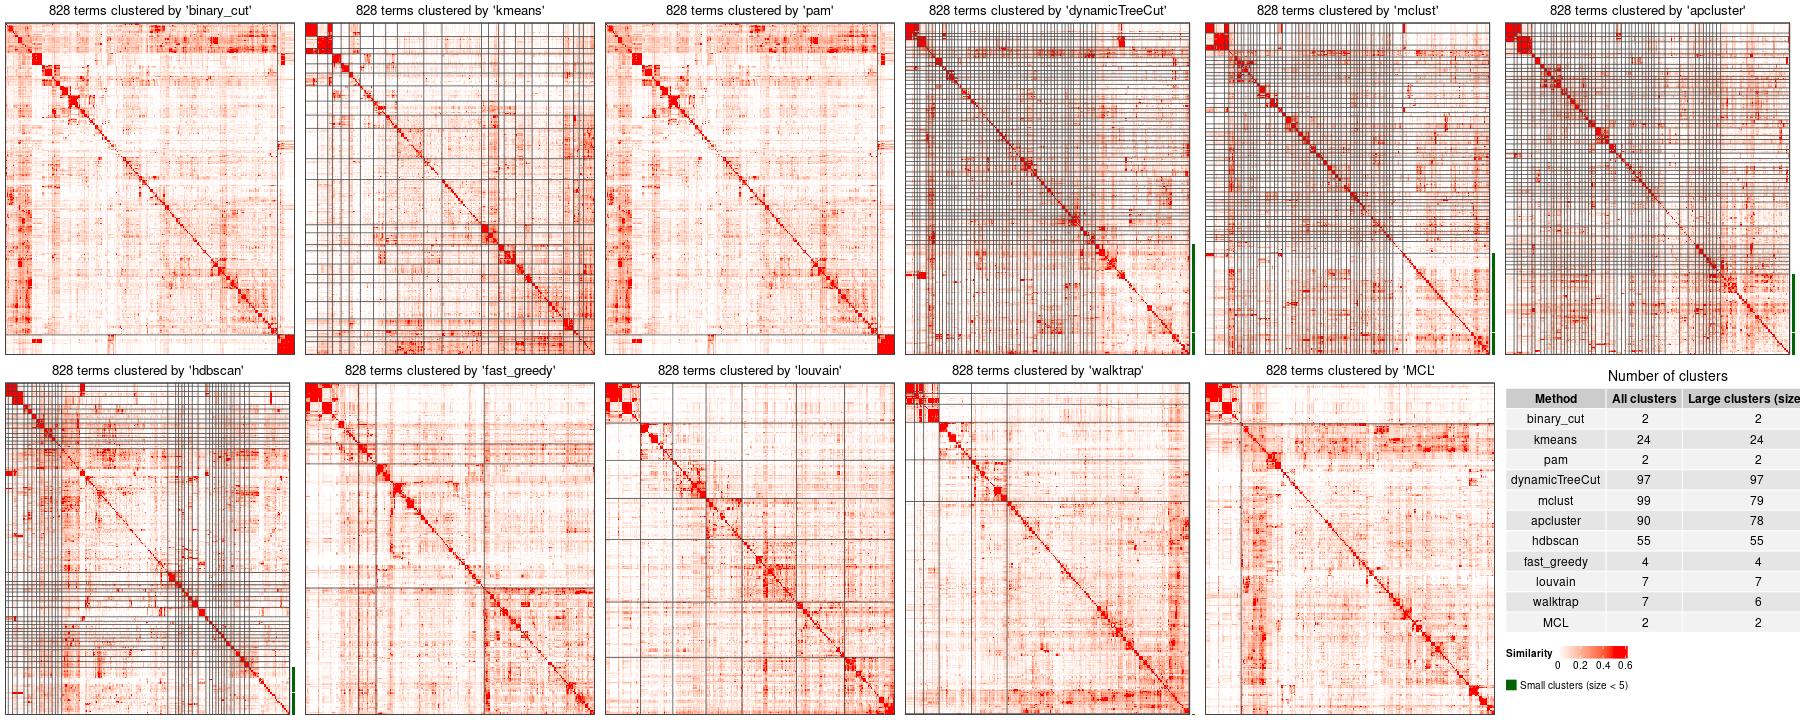 828 terms clustered by 'binary_cut'
828 terms clustered by 'kmeans'
828 terms clustered by 'pam'
828 terms clustered by 'dynamicTreeCut'
828 terms clustered by 'mclust'
828 terms clustered by 'apcluster'
828 terms clustered by 'hdbscan'
828 terms clustered by 'fast_greedy'
828 terms clustered by 'louvain'
828 terms clustered by 'walktrap'
828 terms clustered by 'MCL'
Number of clusters
Method All clusters Large clusters (size
binary_cut 2 2
kmeans 24 24
pam 2 2
dynamicTreeCut 97 97
mclust 99 79
apcluster 90 78
hdbscan 55 55
fast_greedy 4 4
louvain 7 7
walktrap 7 6
MCL 2 2
Similarity
0 0.2 0.4 0.6
Small clusters (size < 5)